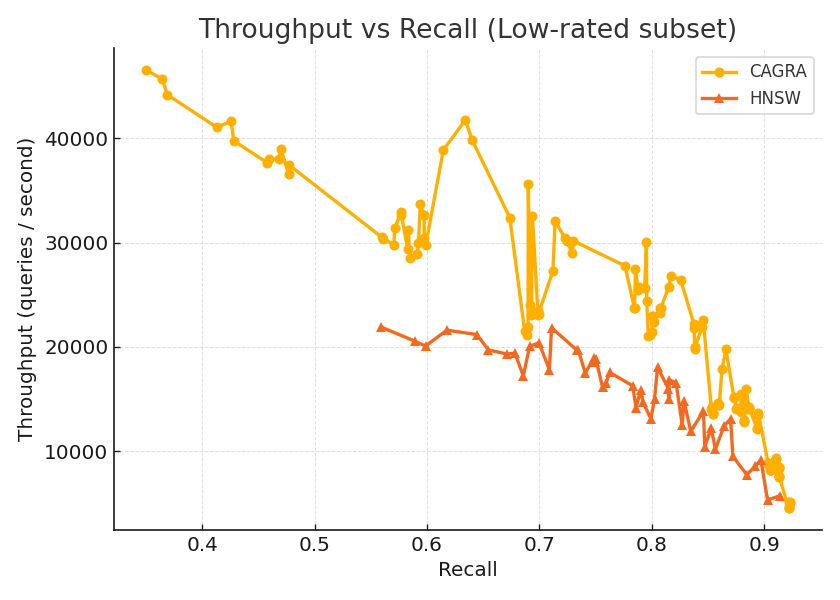 Throughput vs Recall (Low-rated subset)
CAGRA
HNSW
Throughput (queries / second)
40000
30000
20000
10000
0.4 0.5 0.6 0.7 0.8 0.9
Recall